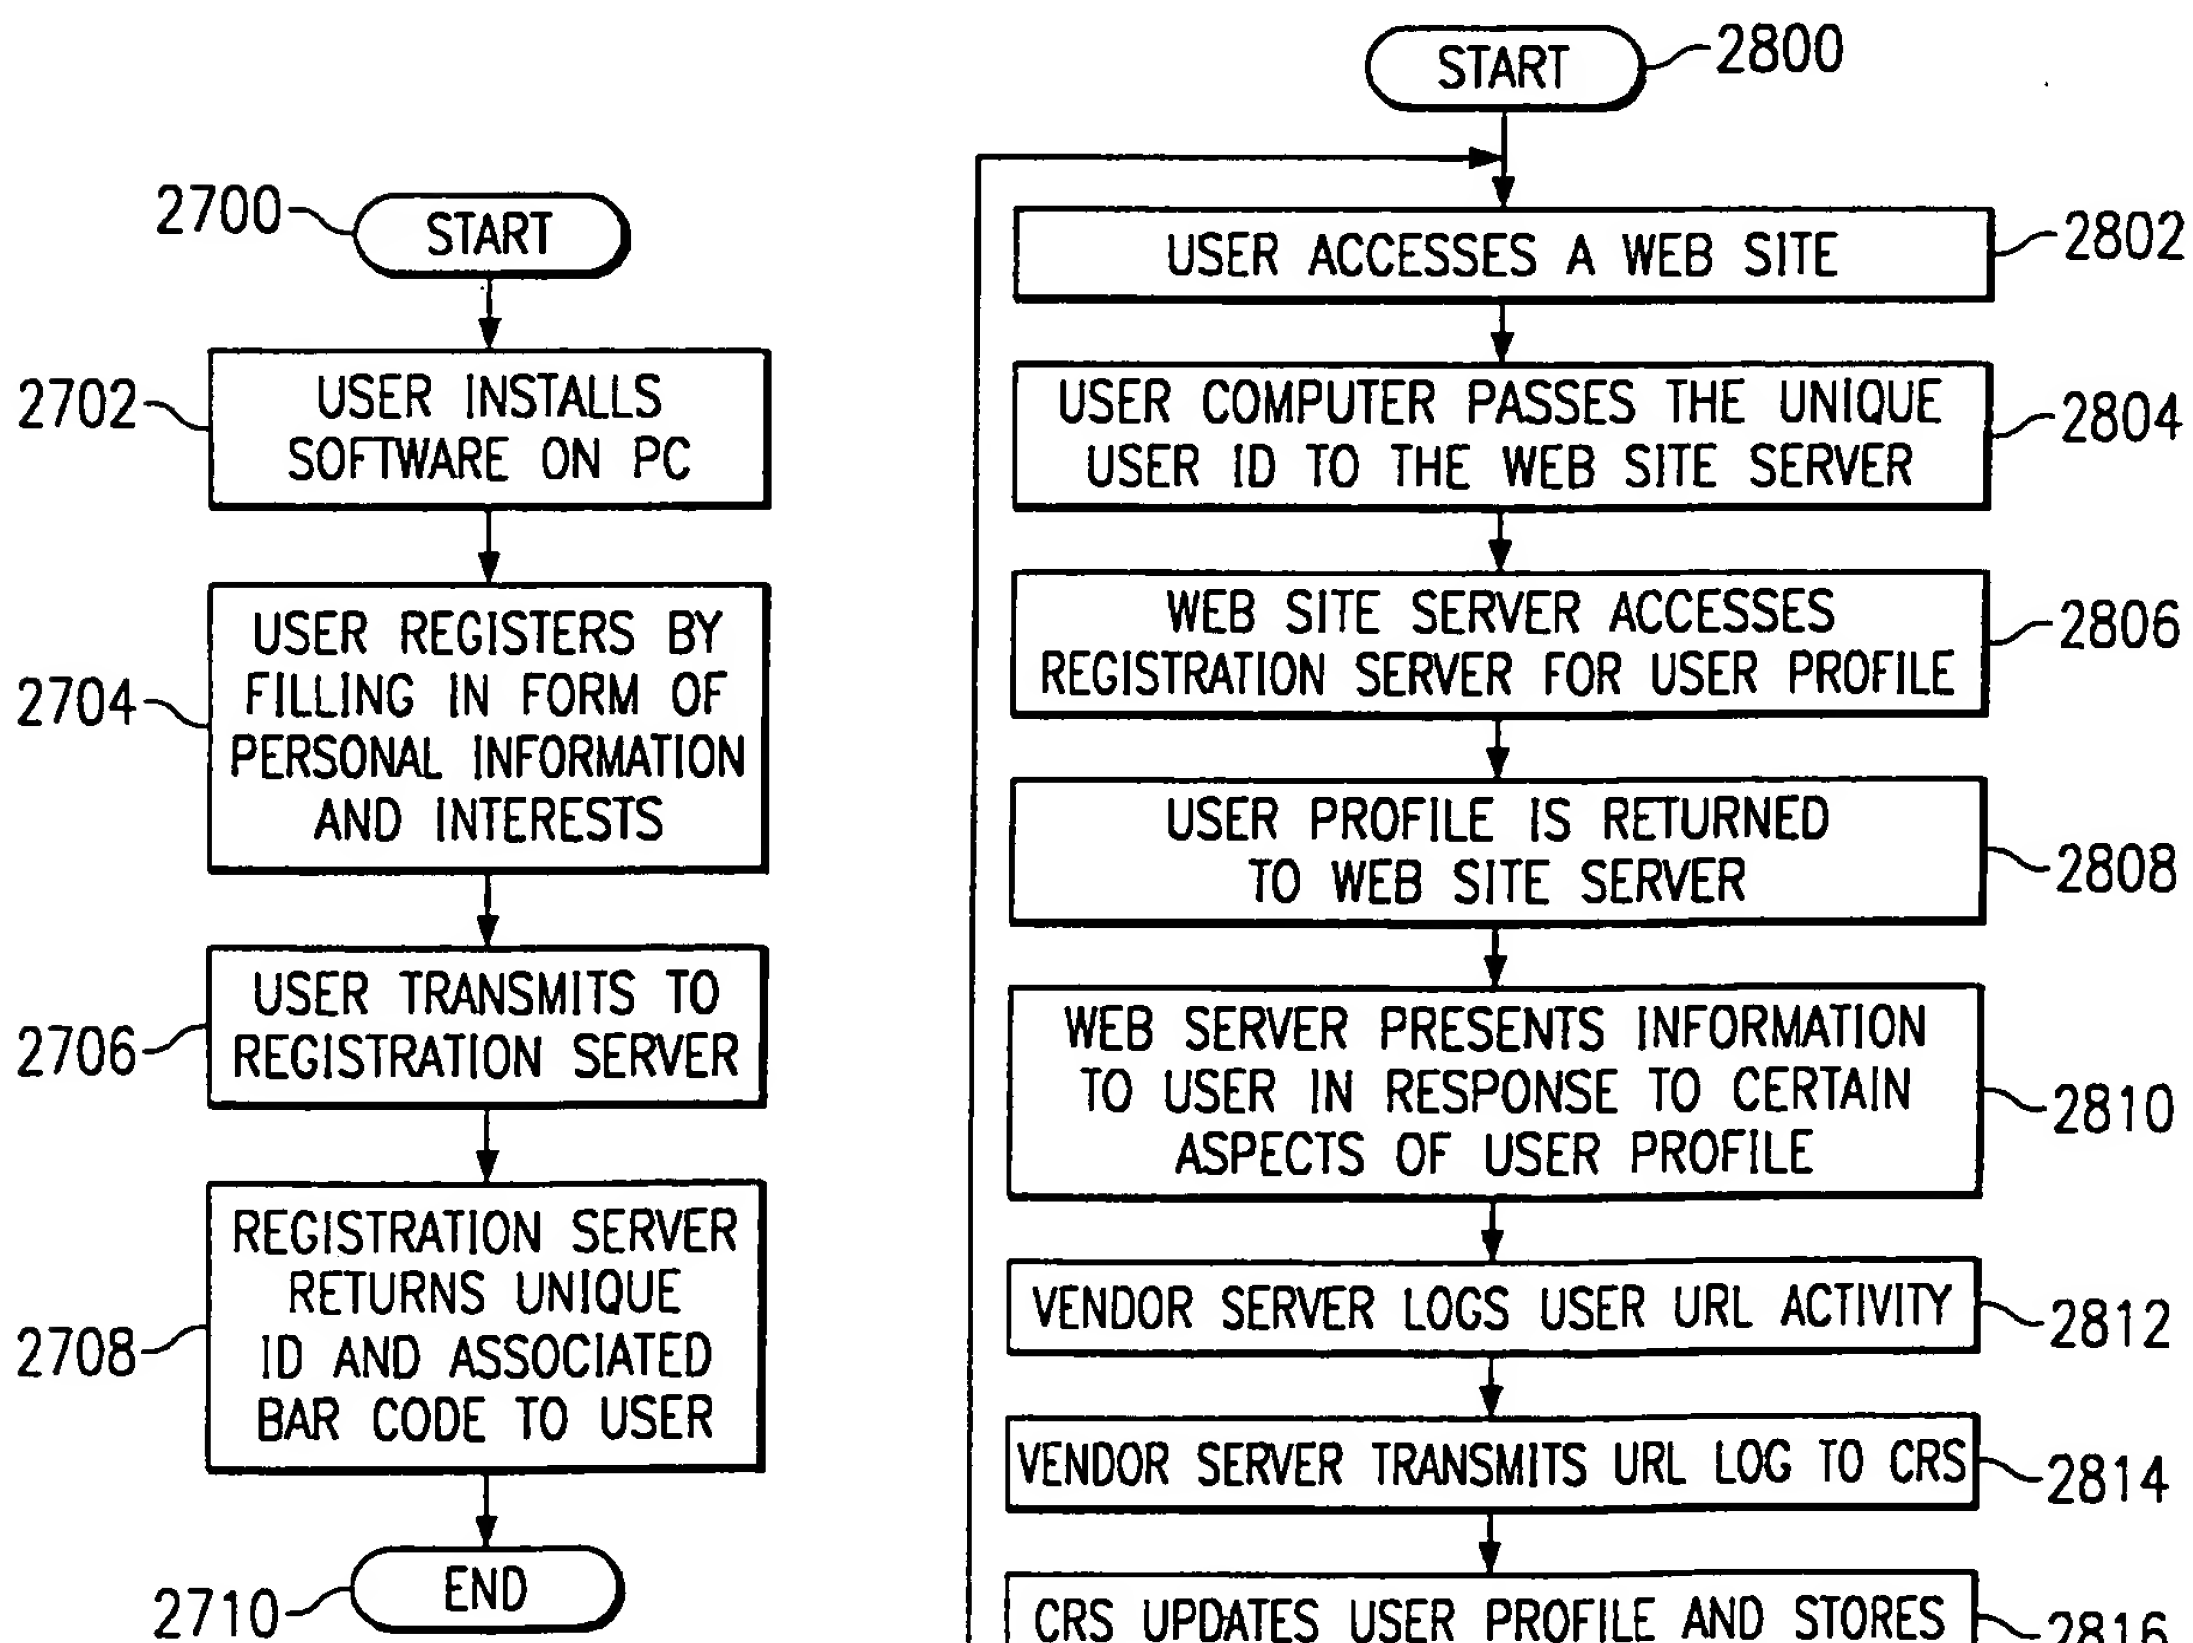 2700
START
2702
USER INSTALLS
SOFTWARE ON PC
2704
USER REGISTERS BY
FILLING IN FORM OF
PERSONAL INFORMATION
AND INTERESTS
2706
USER TRANSMITS TO
REGISTRATION SERVER
2708
REGISTRATION SERVER
RETURNS UNIQUE
ID AND ASSOCIATED
BAR CODE TO USER
2710
END
START
2800
USER ACCESSES A WEB SITE
2802
USER COMPUTER PASSES THE UNIQUE
USER ID TO THE WEB SITE SERVER
2804
WEB SITE SERVER ACCESSES
REGISTRATION SERVER FOR USER PROFILE
2806
USER PROFILE IS RETURNED
TO WEB SITE SERVER
2808
WEB SERVER PRESENTS INFORMATION
TO USER IN RESPONSE TO CERTAIN
ASPECTS OF USER PROFILE
2810
VENDOR SERVER LOGS USER URL ACTIVITY
2812
VENDOR SERVER TRANSMITS URL LOG TO CRS
2814
CRS UPDATES USER PROFILE AND STORES
2816